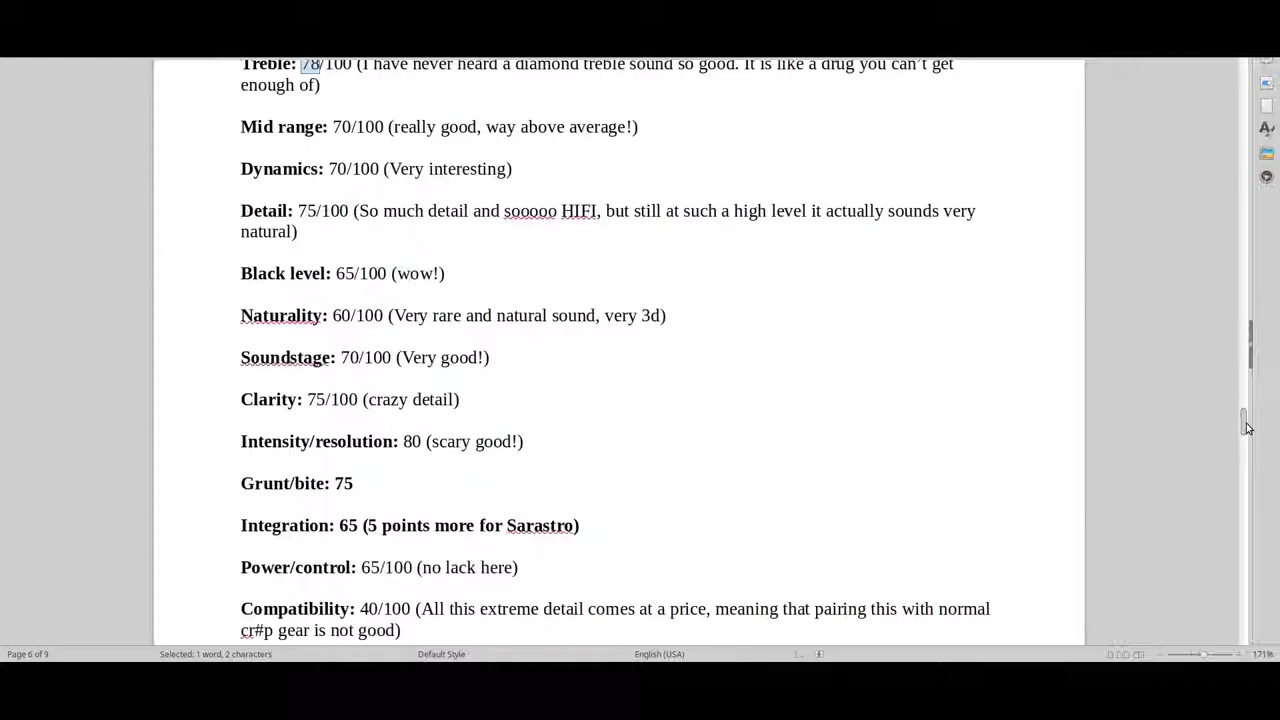 Treble: 78/100 (I have never heard a diamond treble sound so good. It is like a drug you can't get
enough of)
Mid range: 70/100 (really good, way above average!)
Dynamics: 70/100 (Very interesting)
Detail: 75/100 (So much detail and sooooo HIFI, but still at such a high level it actually sounds very
natural)
Black level: 65/100 (wow!)
Naturality: 60/100 (Very rare and natural sound, very 3d)
Soundstage: 70/100 (Very good!)
Clarity: 75/100 (crazy detail)
Intensity/resolution: 80 (scary good!)
Grunt/bite: 75
Integration: 65 (5 points more for Sarastro)
Power/control: 65/100 (no lack here)
Compatibility: 40/100 (All this extreme detail comes at a price, meaning that pairing this with normal
cr#p gear is not good)
Page 6 of 9 Selected: 1 word, 2 characters Default Style English (USA) 171%